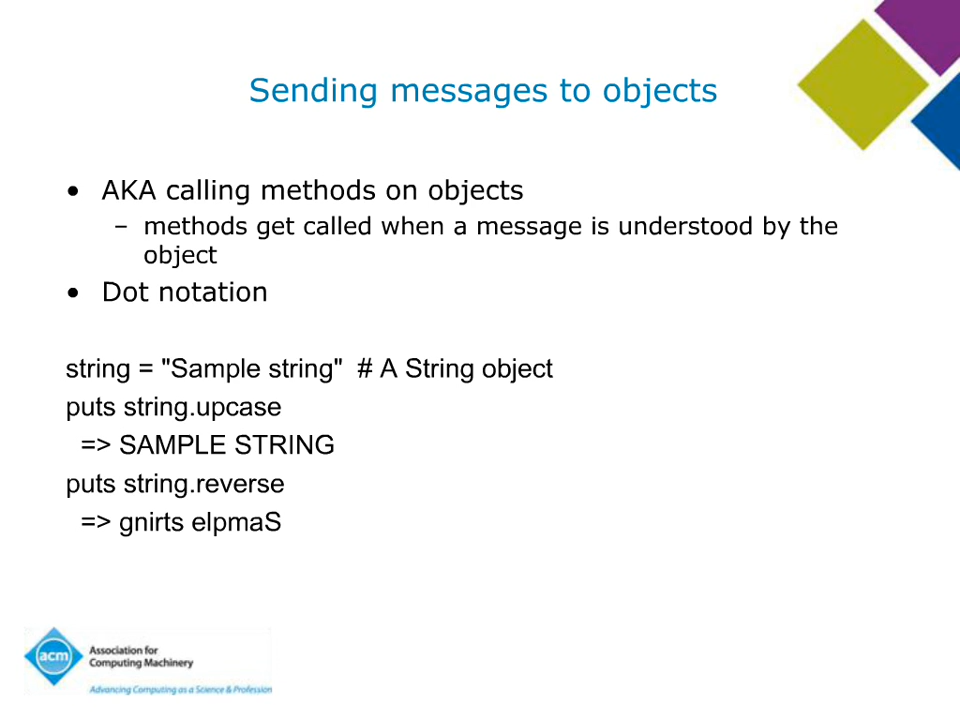 Sending messages to objects
• AKA calling methods on objects
– methods get called when a message is understood by the
object
• Dot notation
string = "Sample string"  # A String object
puts string.upcase
=> SAMPLE STRING
puts string.reverse
=> gnirts elpmaS
acm
Association for
Computing Machinery
Advancing Computing as a Science & Profession